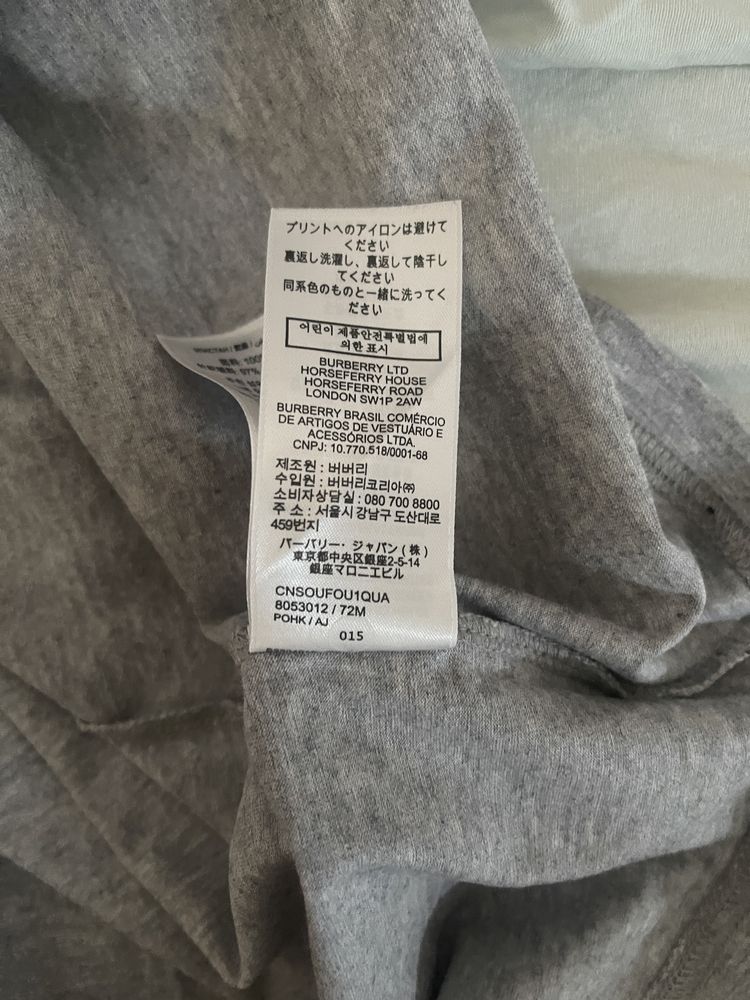 プリントへのアイロンは避けて
ください
裏返し洗濯し、裏返して陰干し
してください
同系色のものと一緒に洗ってく
ださい
어린이 제품안전특별법에
의한 표시
BURBERRY LTD
HORSEFERRY HOUSE
HORSEFERRY ROAD
LONDON SW1P 2AW
BURBERRY BRASIL COMÉRCIO
DE ARTIGOS DE VESTUÁRIO E
ACESSÓRIOS LTDA.
CNPJ: 10.770.518/0001-68
제조원 : 버버리
수입원 : 버버리코리아㈜
소비자상담실 : 080 700 8800
주 소 : 서울시 강남구 도산대로
459번지
バーバリー・ジャパン(株)
東京都中央区銀座2-5-14
銀座マロニエビル
CNSOUFOU1QUA
8053012 / 72M
POHK / AJ
015